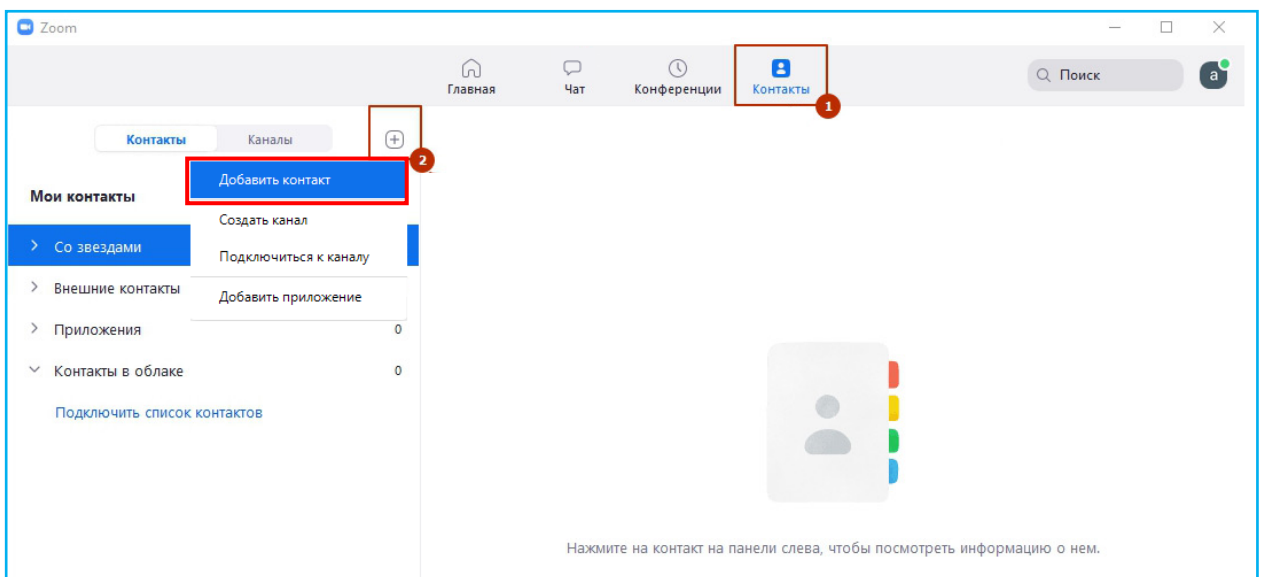 Zoom
Главная
Чат
Конференции
Контакты
Поиск
a
1
Контакты
Каналы
2
Добавить контакт
Мои контакты
Создать канал
Со звездами
Подключиться к каналу
Внешние контакты
Добавить приложение
Приложения
0
Контакты в облаке
0
Подключить список контактов
Нажмите на контакт на панели слева, чтобы посмотреть информацию о нем.